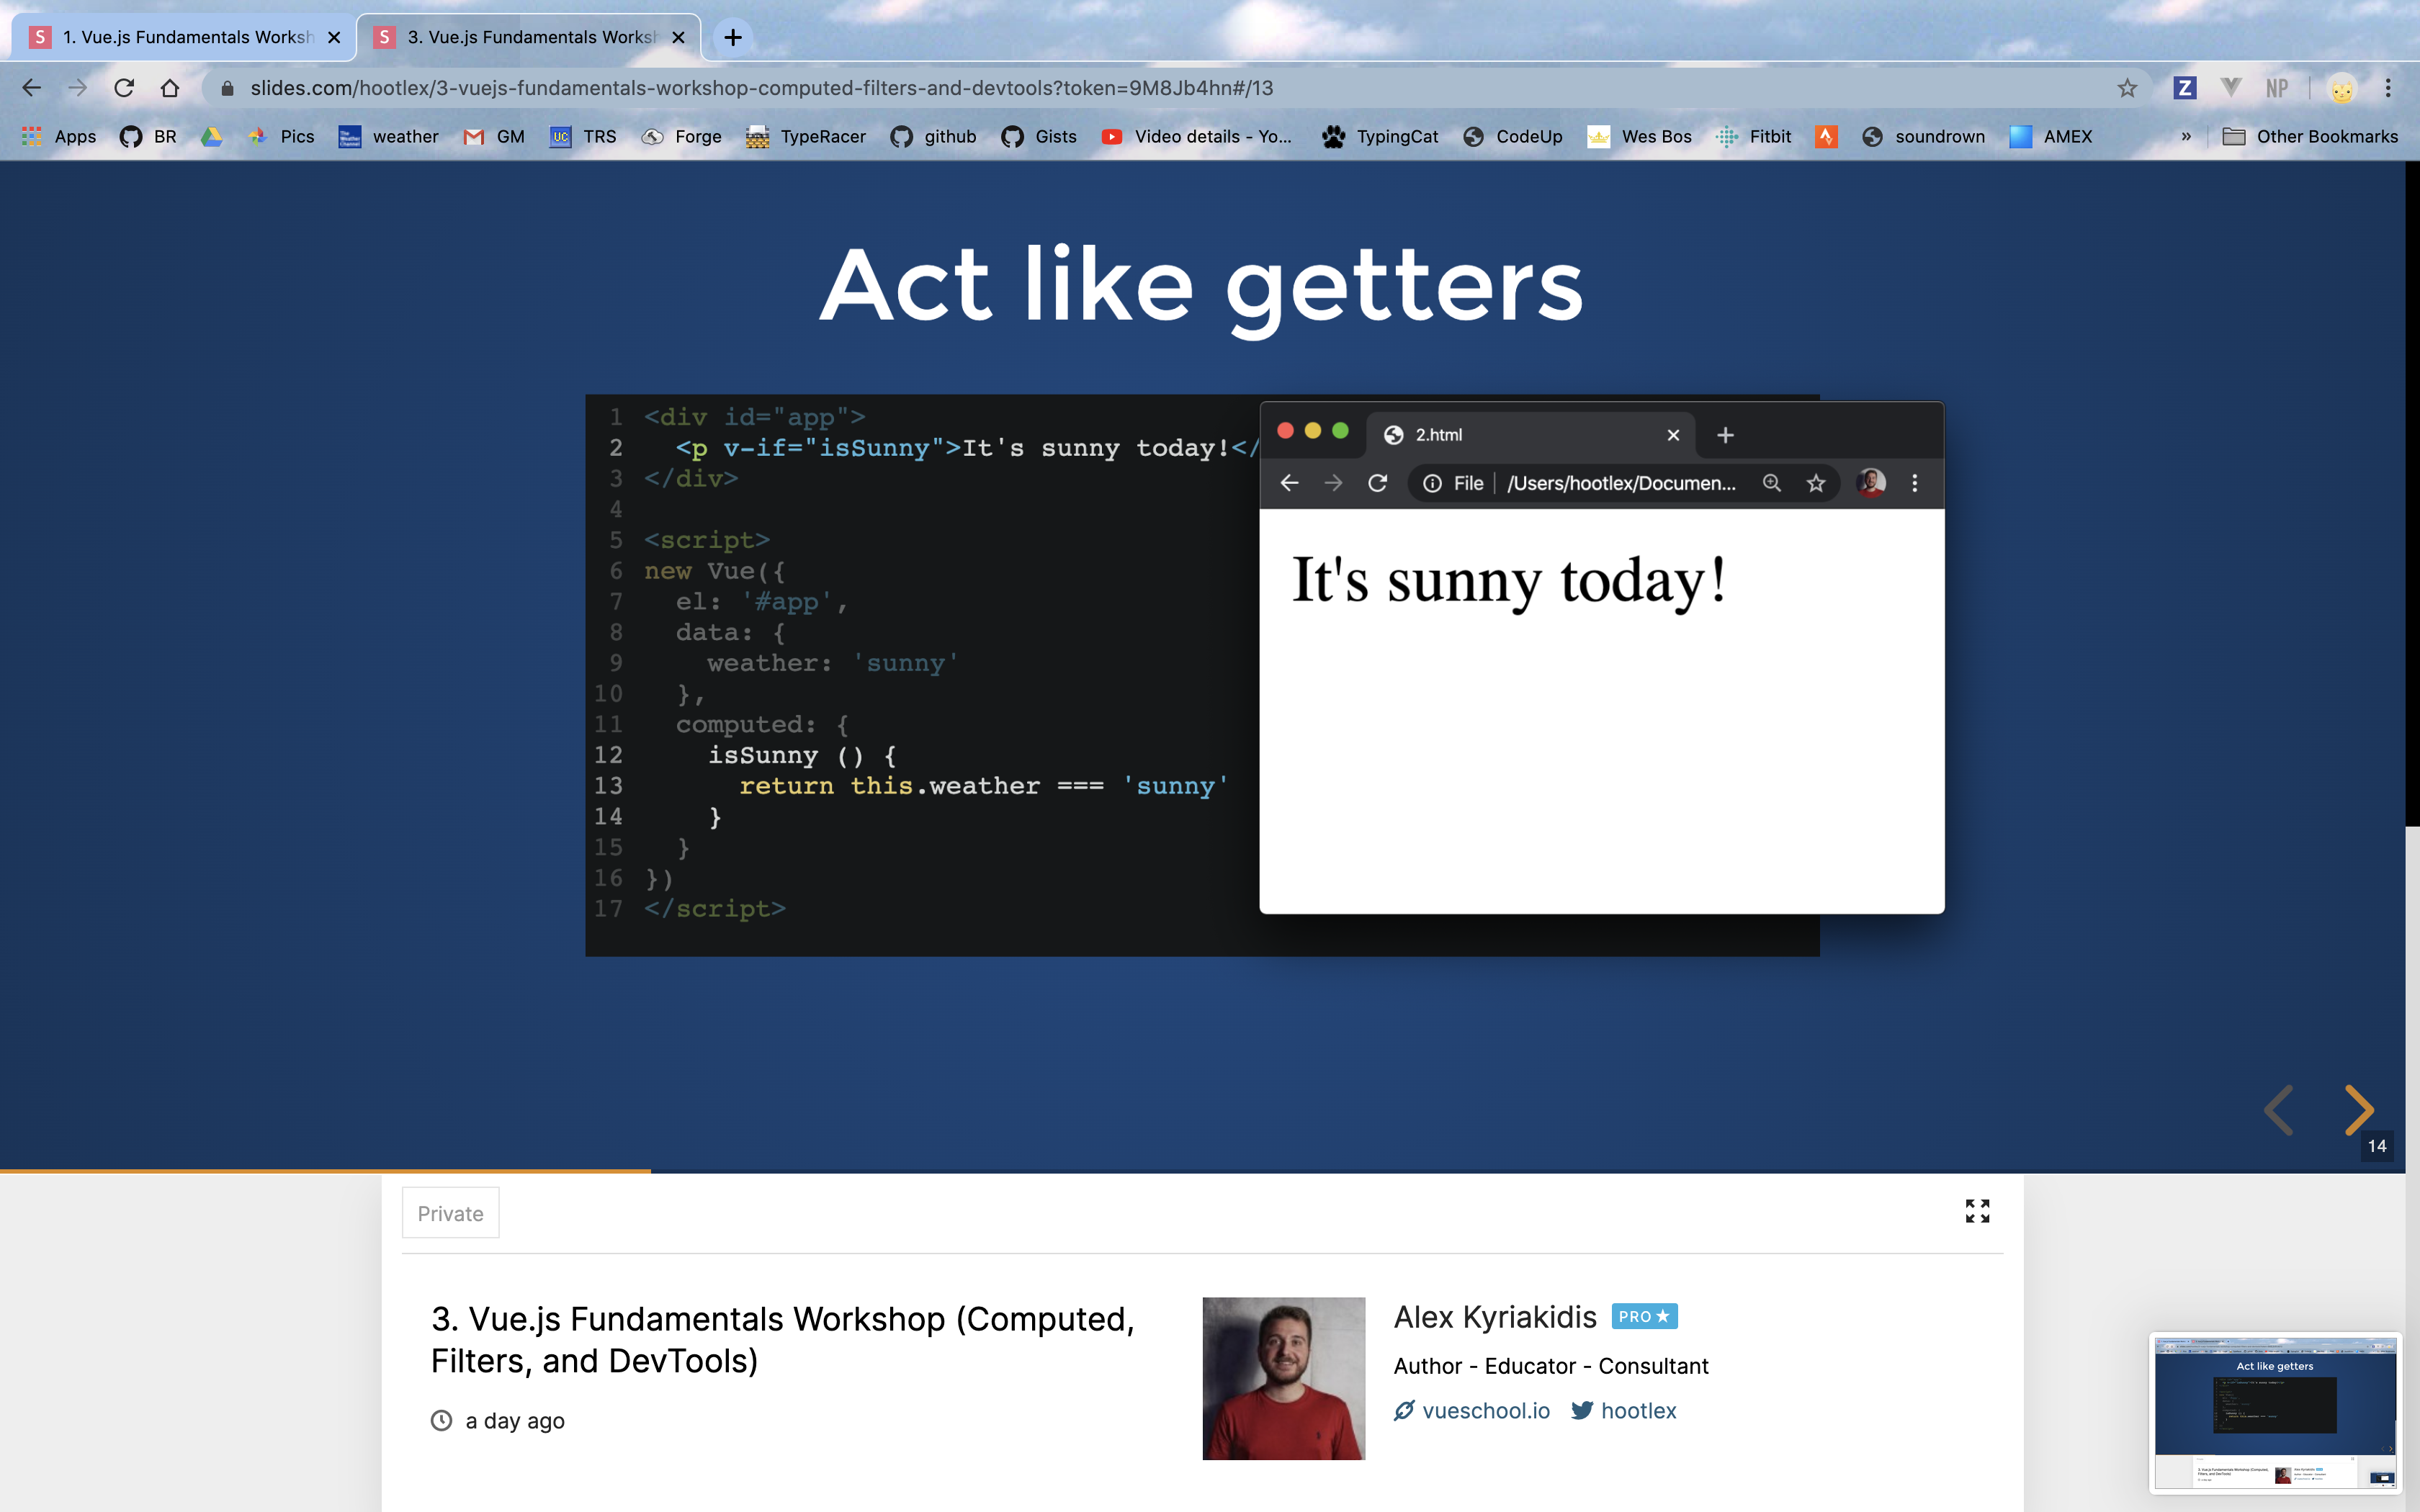 1. Vue.js Fundamentals Worksh
3. Vue.js Fundamentals Works
slides.com/hootlex/3-vuejs-fundamentals-workshop-computed-filters-and-devtools?token=9M8Jb4hn#/13
Z
NP
Apps BR Pics weather GM UC TRS Forge TypeRacer github Gists Video details - Yo... TypingCat CodeUp Wes Bos Fitbit soundrown AMEX » Other Bookmarks
Act like getters
1 <div id="app">
2 <p v-if="isSunny">It's sunny today!</
3 </div>
4
5 <script>
6 new Vue({
7 el: '#app',
8 data: {
9 weather: 'sunny'
10 },
11 computed: {
12 isSunny () {
13 return this.weather === 'sunny'
14 }
15 }
16 })
17 </script>
2.html
File /Users/hootlex/Documen...
It's sunny today!
14
Private
3. Vue.js Fundamentals Workshop (Computed,
Filters, and DevTools)
a day ago
Alex Kyriakidis PRO
Author - Educator - Consultant
vueschool.io hootlex
Act like getters